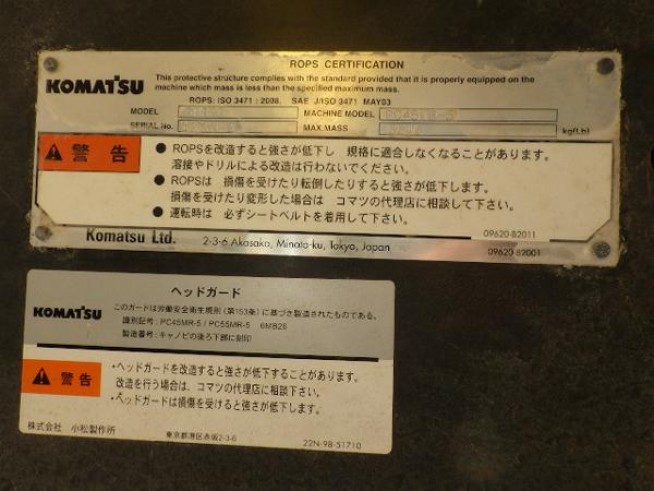 ROPS CERTIFICATION
KOMATSU
This protective structure complies with the standard provided that it is properly equipped on the
machine which mass is less than the specified maximum mass.
ROPS: ISO 3471 : 2008. SAE J/ISO 3471 MAY03
MODEL
MACHINE MODEL
SERIAL No.
MAX.MASS
kg(Lb)
警告
● ROPSを改造すると強さが低下し 規格に適合しなくなることがあります。
溶接やドリルによる改造は行わないでください。
● ROPSは 損傷を受けたり転倒したりすると強さが低下します。
損傷を受けたり変形した場合は コマツの代理店に相談して下さい。
● 運転時は 必ずシートベルトを着用して下さい。
09620-82011
Komatsu Ltd. 2-3-6 Akasaka, Minato-ku, Tokyo, Japan
09620-82001
ヘッドガード
KOMATSU
このガードは労働安全衛生規則(第153条)に基づき製造されたものである。
識別記号:PC45MR-5/PC55MR-5 6MB26
製造番号:キャノピの後ろ下部に刻印
警告
・ヘッドガードを改造すると強さが低下することがあります。
改造を行う場合は、コマツの代理店に相談下さい。
・ヘッドガードは損傷を受けると強さが低下します。
株式会社 小松製作所
東京都港区赤坂2-3-6
22N-98-51710